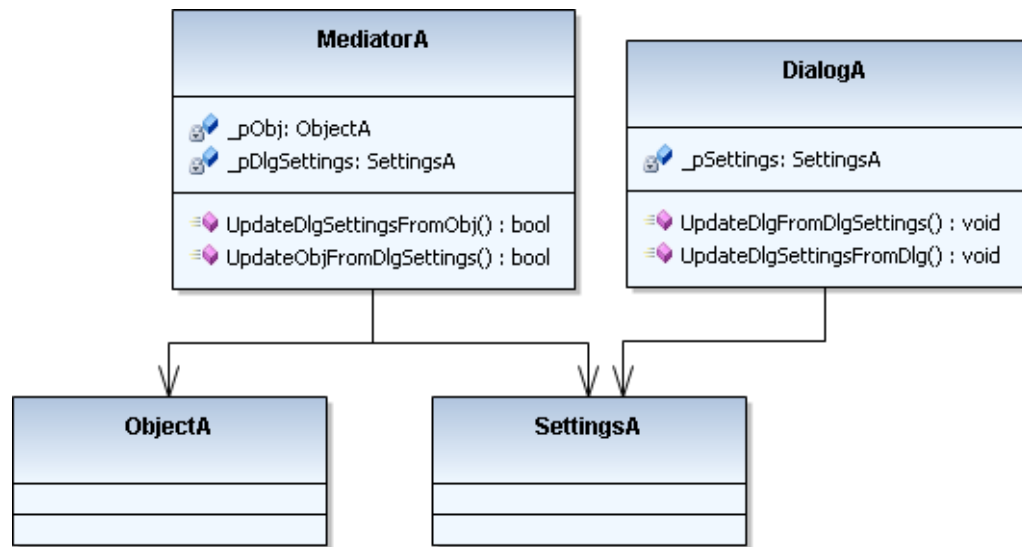 MediatorA
_pObj: ObjectA
_pDlgSettings: SettingsA
UpdateDlgSettingsFromObj() : bool
UpdateObjFromDlgSettings() : bool
DialogA
_pSettings: SettingsA
UpdateDlgFromDlgSettings() : void
UpdateDlgSettingsFromDlg() : void
ObjectA
SettingsA